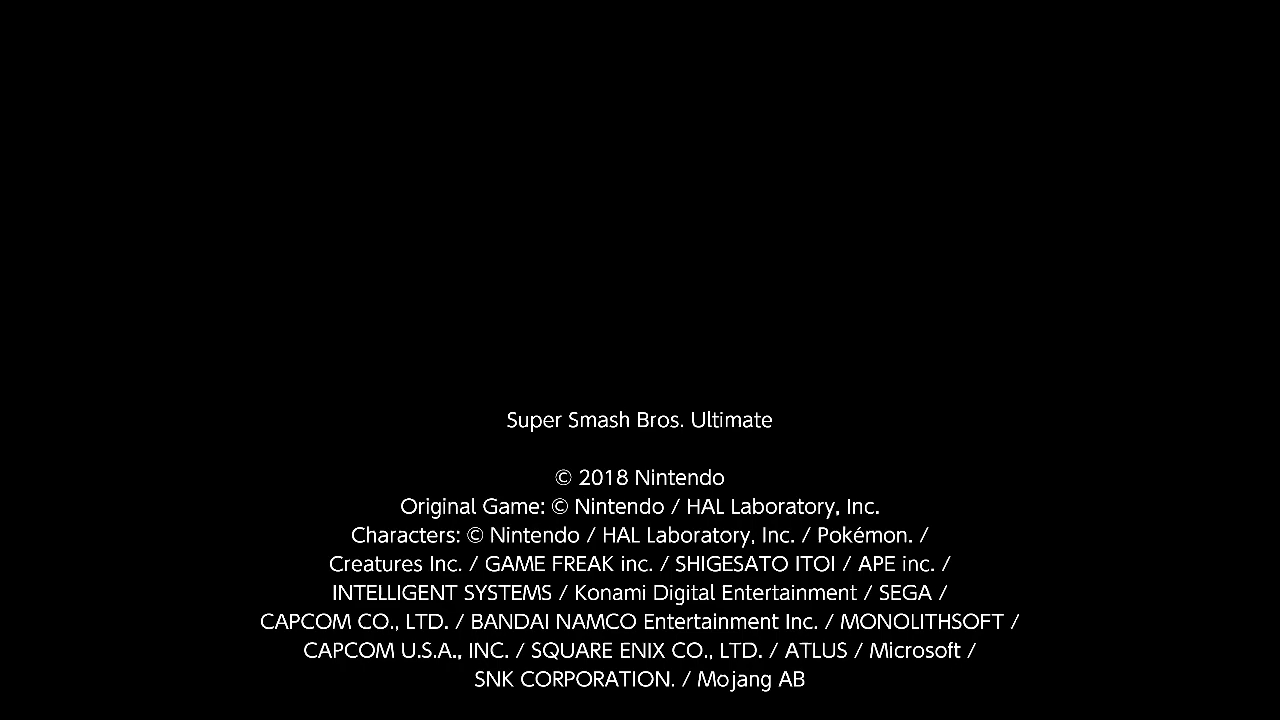 Super Smash Bros. Ultimate
© 2018 Nintendo
Original Game: © Nintendo / HAL Laboratory, Inc.
Characters: © Nintendo / HAL Laboratory, Inc. / Pokémon. /
Creatures Inc. / GAME FREAK inc. / SHIGESATO ITOI / APE inc. /
INTELLIGENT SYSTEMS / Konami Digital Entertainment / SEGA /
CAPCOM CO., LTD. / BANDAI NAMCO Entertainment Inc. / MONOLITHSOFT /
CAPCOM U.S.A., INC. / SQUARE ENIX CO., LTD. / ATLUS / Microsoft /
SNK CORPORATION. / Mojang AB